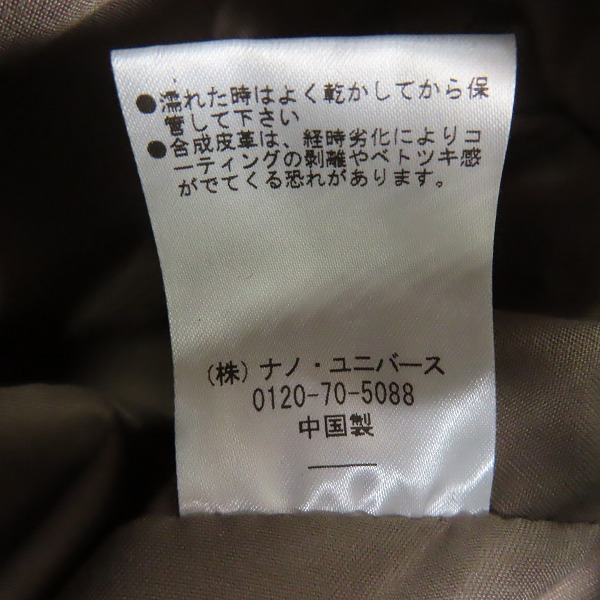 ●濡れた時はよく乾かしてから保
管して下さい
●合成皮革は、経時劣化によりコ
ーティングの剥離やベトツキ感
がでてくる恐れがあります。
(株)ナノ・ユニバース
0120-70-5088
中国製